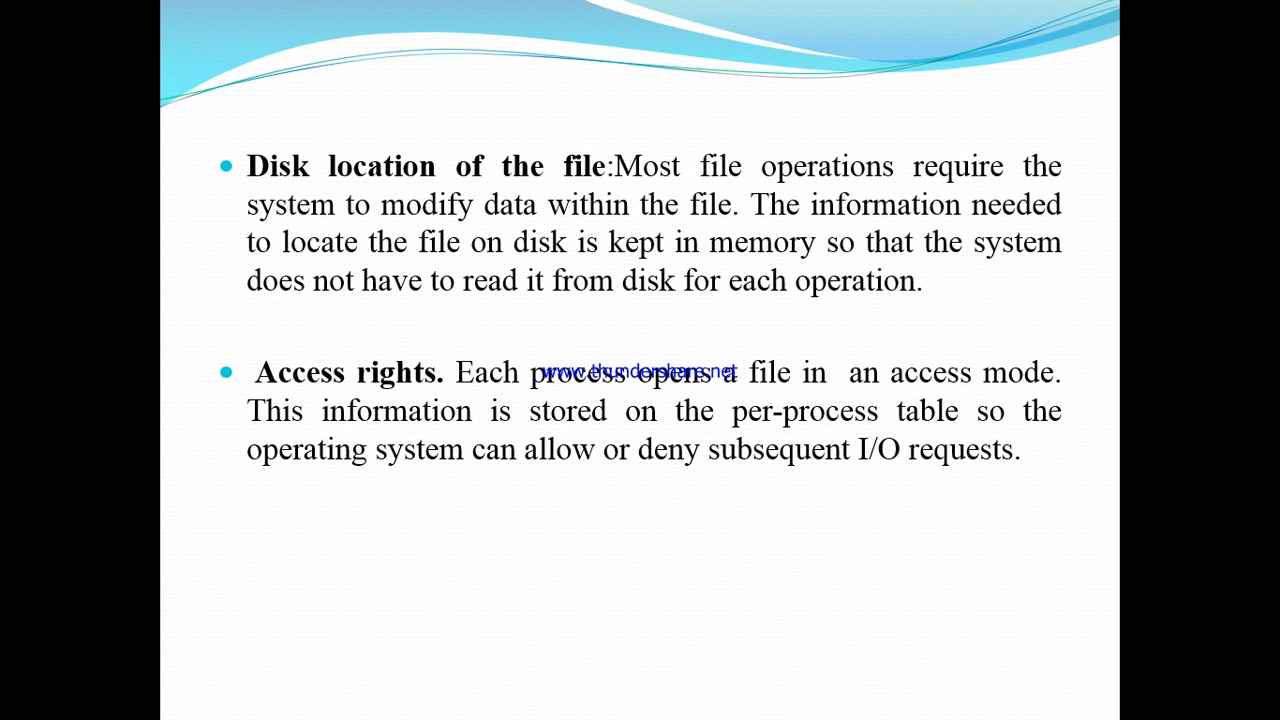 Disk location of the file:Most file operations require the
system to modify data within the file. The information needed
to locate the file on disk is kept in memory so that the system
does not have to read it from disk for each operation.
Access rights. Each process opens a file in an access mode.
www.thundershare.net
This information is stored on the per-process table so the
operating system can allow or deny subsequent I/O requests.